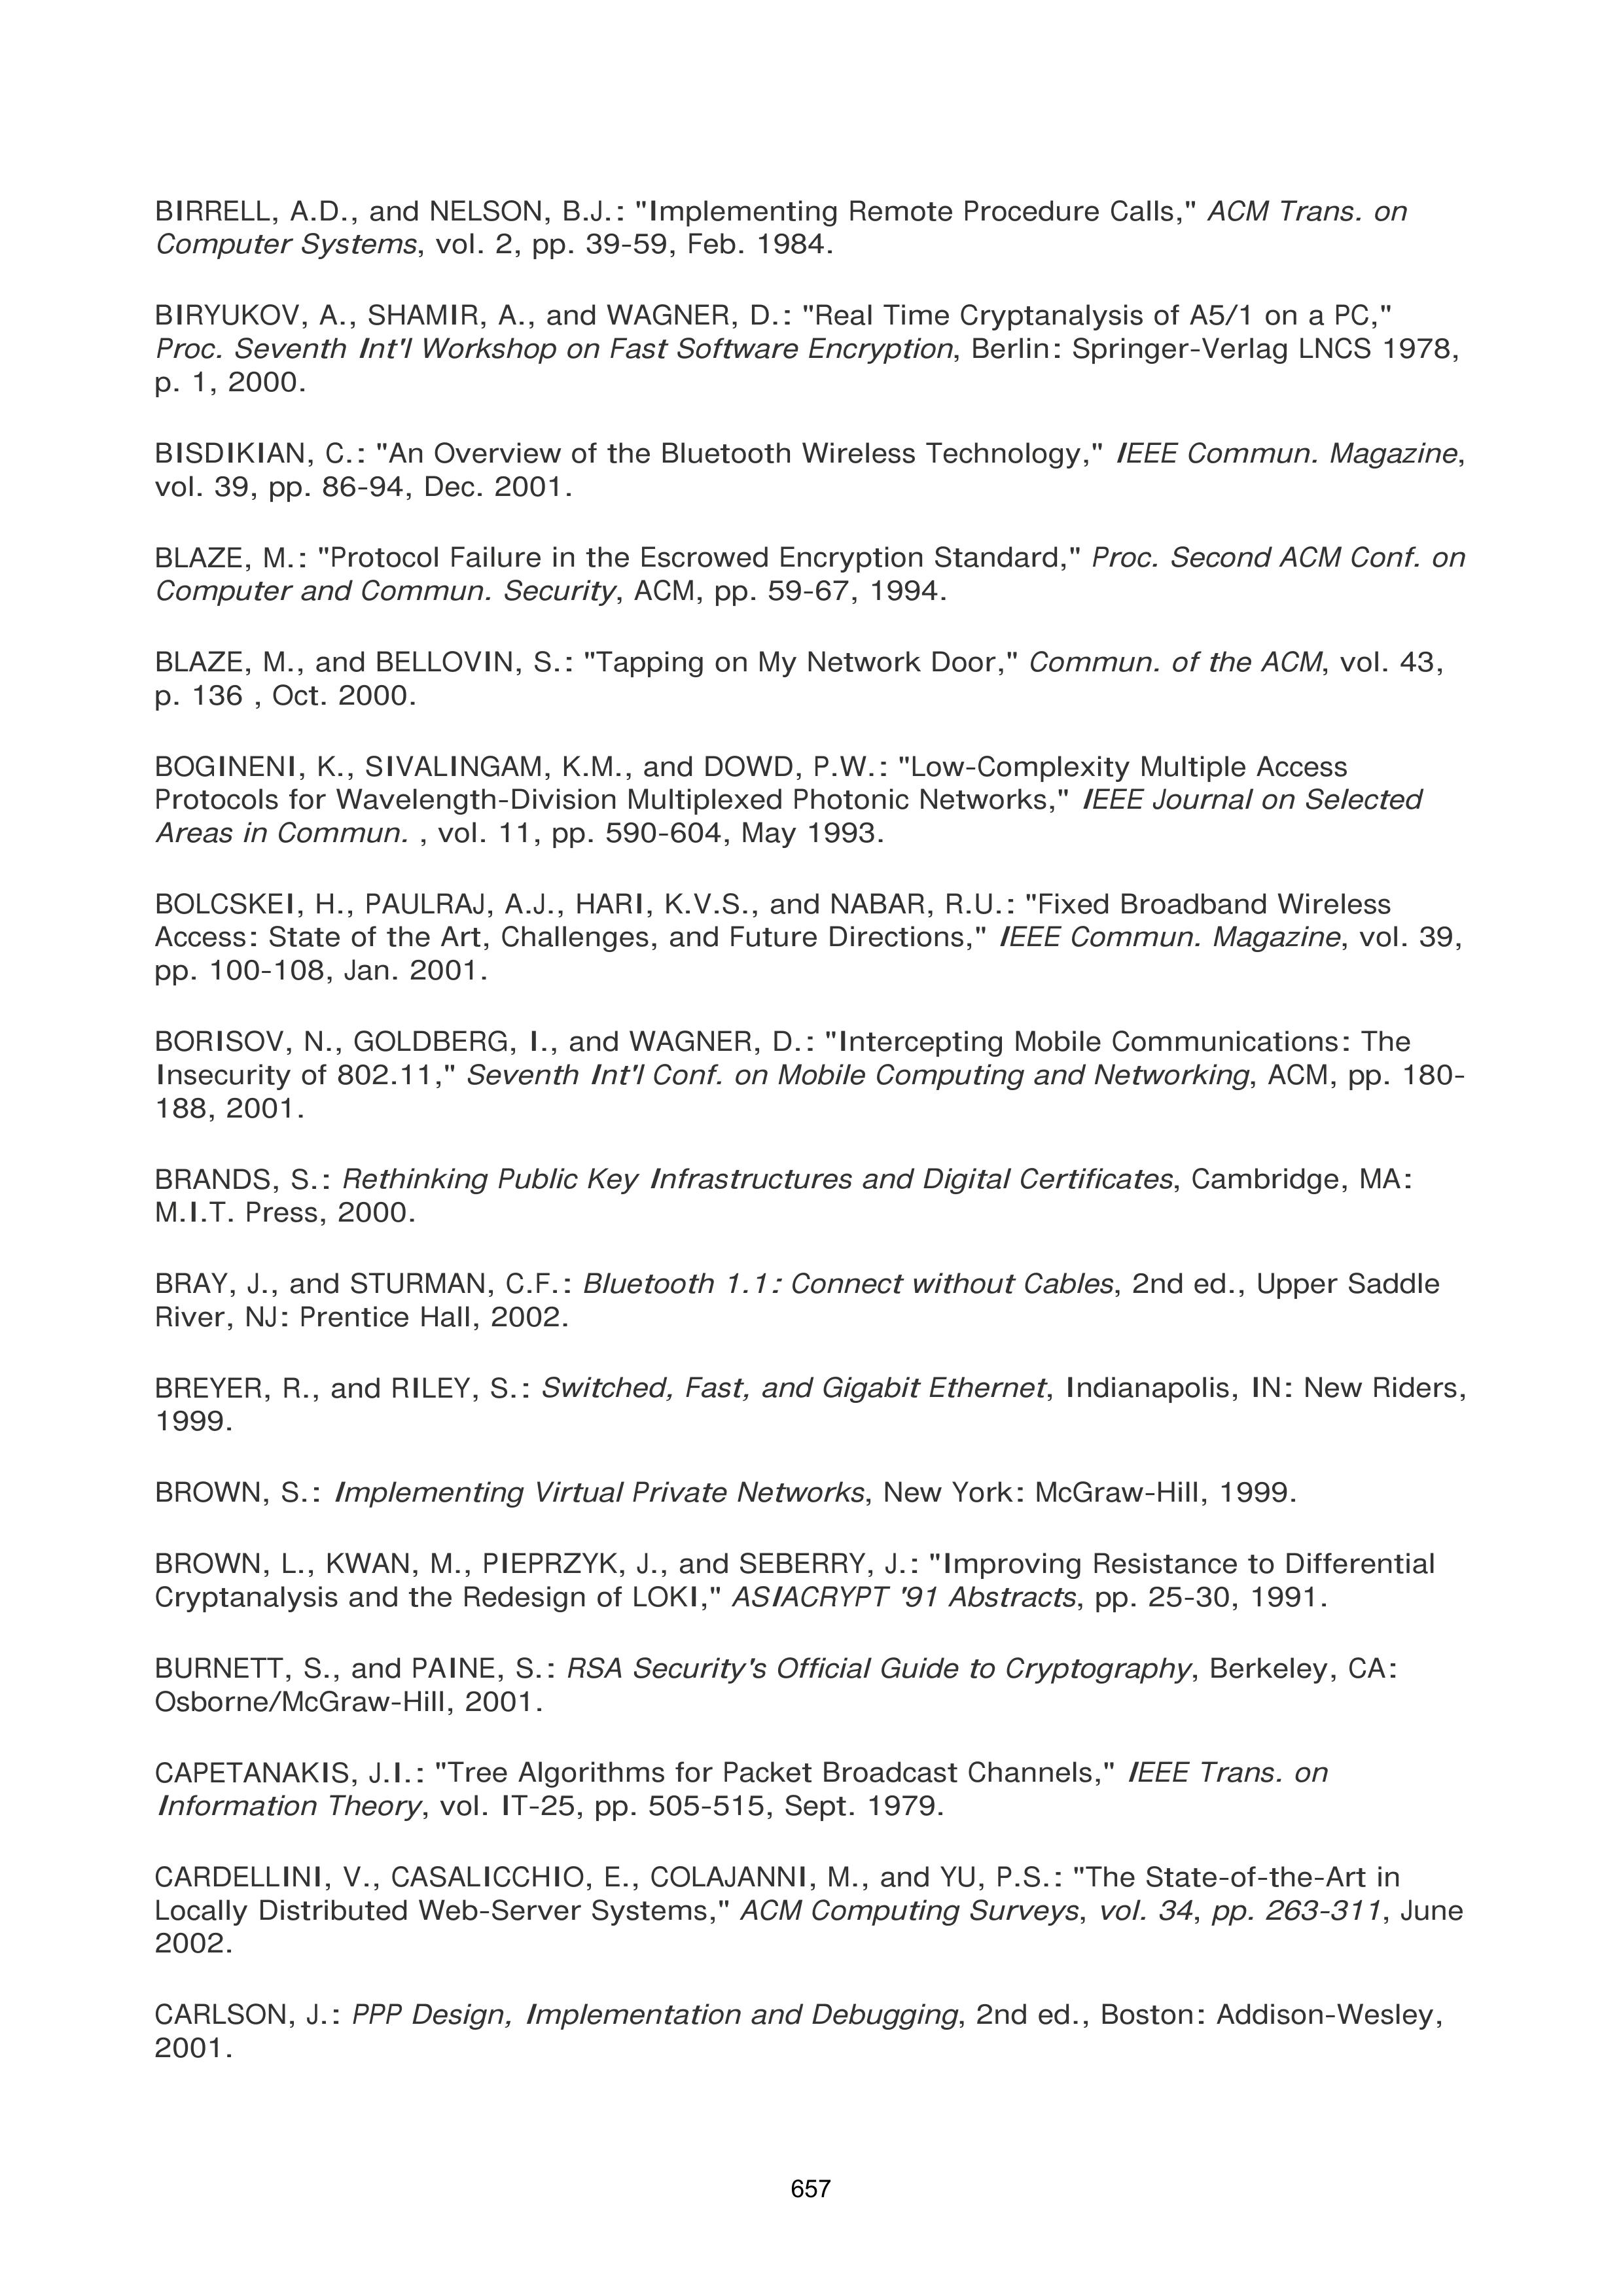 BIRRELL, A.D., and NELSON, B.J.: "Implementing Remote Procedure Calls," ACM Trans. on
Computer Systems, vol. 2, pp. 39-59, Feb. 1984.
BIRYUKOV, A., SHAMIR, A., and WAGNER, D.: "Real Time Cryptanalysis of A5/1 on a PC,"
Proc. Seventh Int'l Workshop on Fast Software Encryption, Berlin: Springer-Verlag LNCS 1978,
p. 1, 2000.
BISDIKIAN, C.: "An Overview of the Bluetooth Wireless Technology," IEEE Commun. Magazine,
vol. 39, pp. 86-94, Dec. 2001.
BLAZE, M.: "Protocol Failure in the Escrowed Encryption Standard," Proc. Second ACM Conf. on
Computer and Commun. Security, ACM, pp. 59-67, 1994.
BLAZE, M., and BELLOVIN, S.: "Tapping on My Network Door," Commun. of the ACM, vol. 43,
p. 136 , Oct. 2000.
BOGINENI, K., SIVALINGAM, K.M., and DOWD, P.W.: "Low-Complexity Multiple Access
Protocols for Wavelength-Division Multiplexed Photonic Networks," IEEE Journal on Selected
Areas in Commun. , vol. 11, pp. 590-604, May 1993.
BOLCSKEI, H., PAULRAJ, A.J., HARI, K.V.S., and NABAR, R.U.: "Fixed Broadband Wireless
Access: State of the Art, Challenges, and Future Directions," IEEE Commun. Magazine, vol. 39,
pp. 100-108, Jan. 2001.
BORISOV, N., GOLDBERG, I., and WAGNER, D.: "Intercepting Mobile Communications: The
Insecurity of 802.11," Seventh Int'l Conf. on Mobile Computing and Networking, ACM, pp. 180-
188, 2001.
BRANDS, S.: Rethinking Public Key Infrastructures and Digital Certificates, Cambridge, MA:
M.I.T. Press, 2000.
BRAY, J., and STURMAN, C.F.: Bluetooth 1.1: Connect without Cables, 2nd ed., Upper Saddle
River, NJ: Prentice Hall, 2002.
BREYER, R., and RILEY, S.: Switched, Fast, and Gigabit Ethernet, Indianapolis, IN: New Riders,
1999.
BROWN, S.: Implementing Virtual Private Networks, New York: McGraw-Hill, 1999.
BROWN, L., KWAN, M., PIEPRZYK, J., and SEBERRY, J.: "Improving Resistance to Differential
Cryptanalysis and the Redesign of LOKI," ASIACRYPT '91 Abstracts, pp. 25-30, 1991.
BURNETT, S., and PAINE, S.: RSA Security's Official Guide to Cryptography, Berkeley, CA:
Osborne/McGraw-Hill, 2001.
CAPETANAKIS, J.I.: "Tree Algorithms for Packet Broadcast Channels," IEEE Trans. on
Information Theory, vol. IT-25, pp. 505-515, Sept. 1979.
CARDELLINI, V., CASALICCHIO, E., COLAJANNI, M., and YU, P.S.: "The State-of-the-Art in
Locally Distributed Web-Server Systems," ACM Computing Surveys, vol. 34, pp. 263-311, June
2002.
CARLSON, J.: PPP Design, Implementation and Debugging, 2nd ed., Boston: Addison-Wesley,
2001.
657